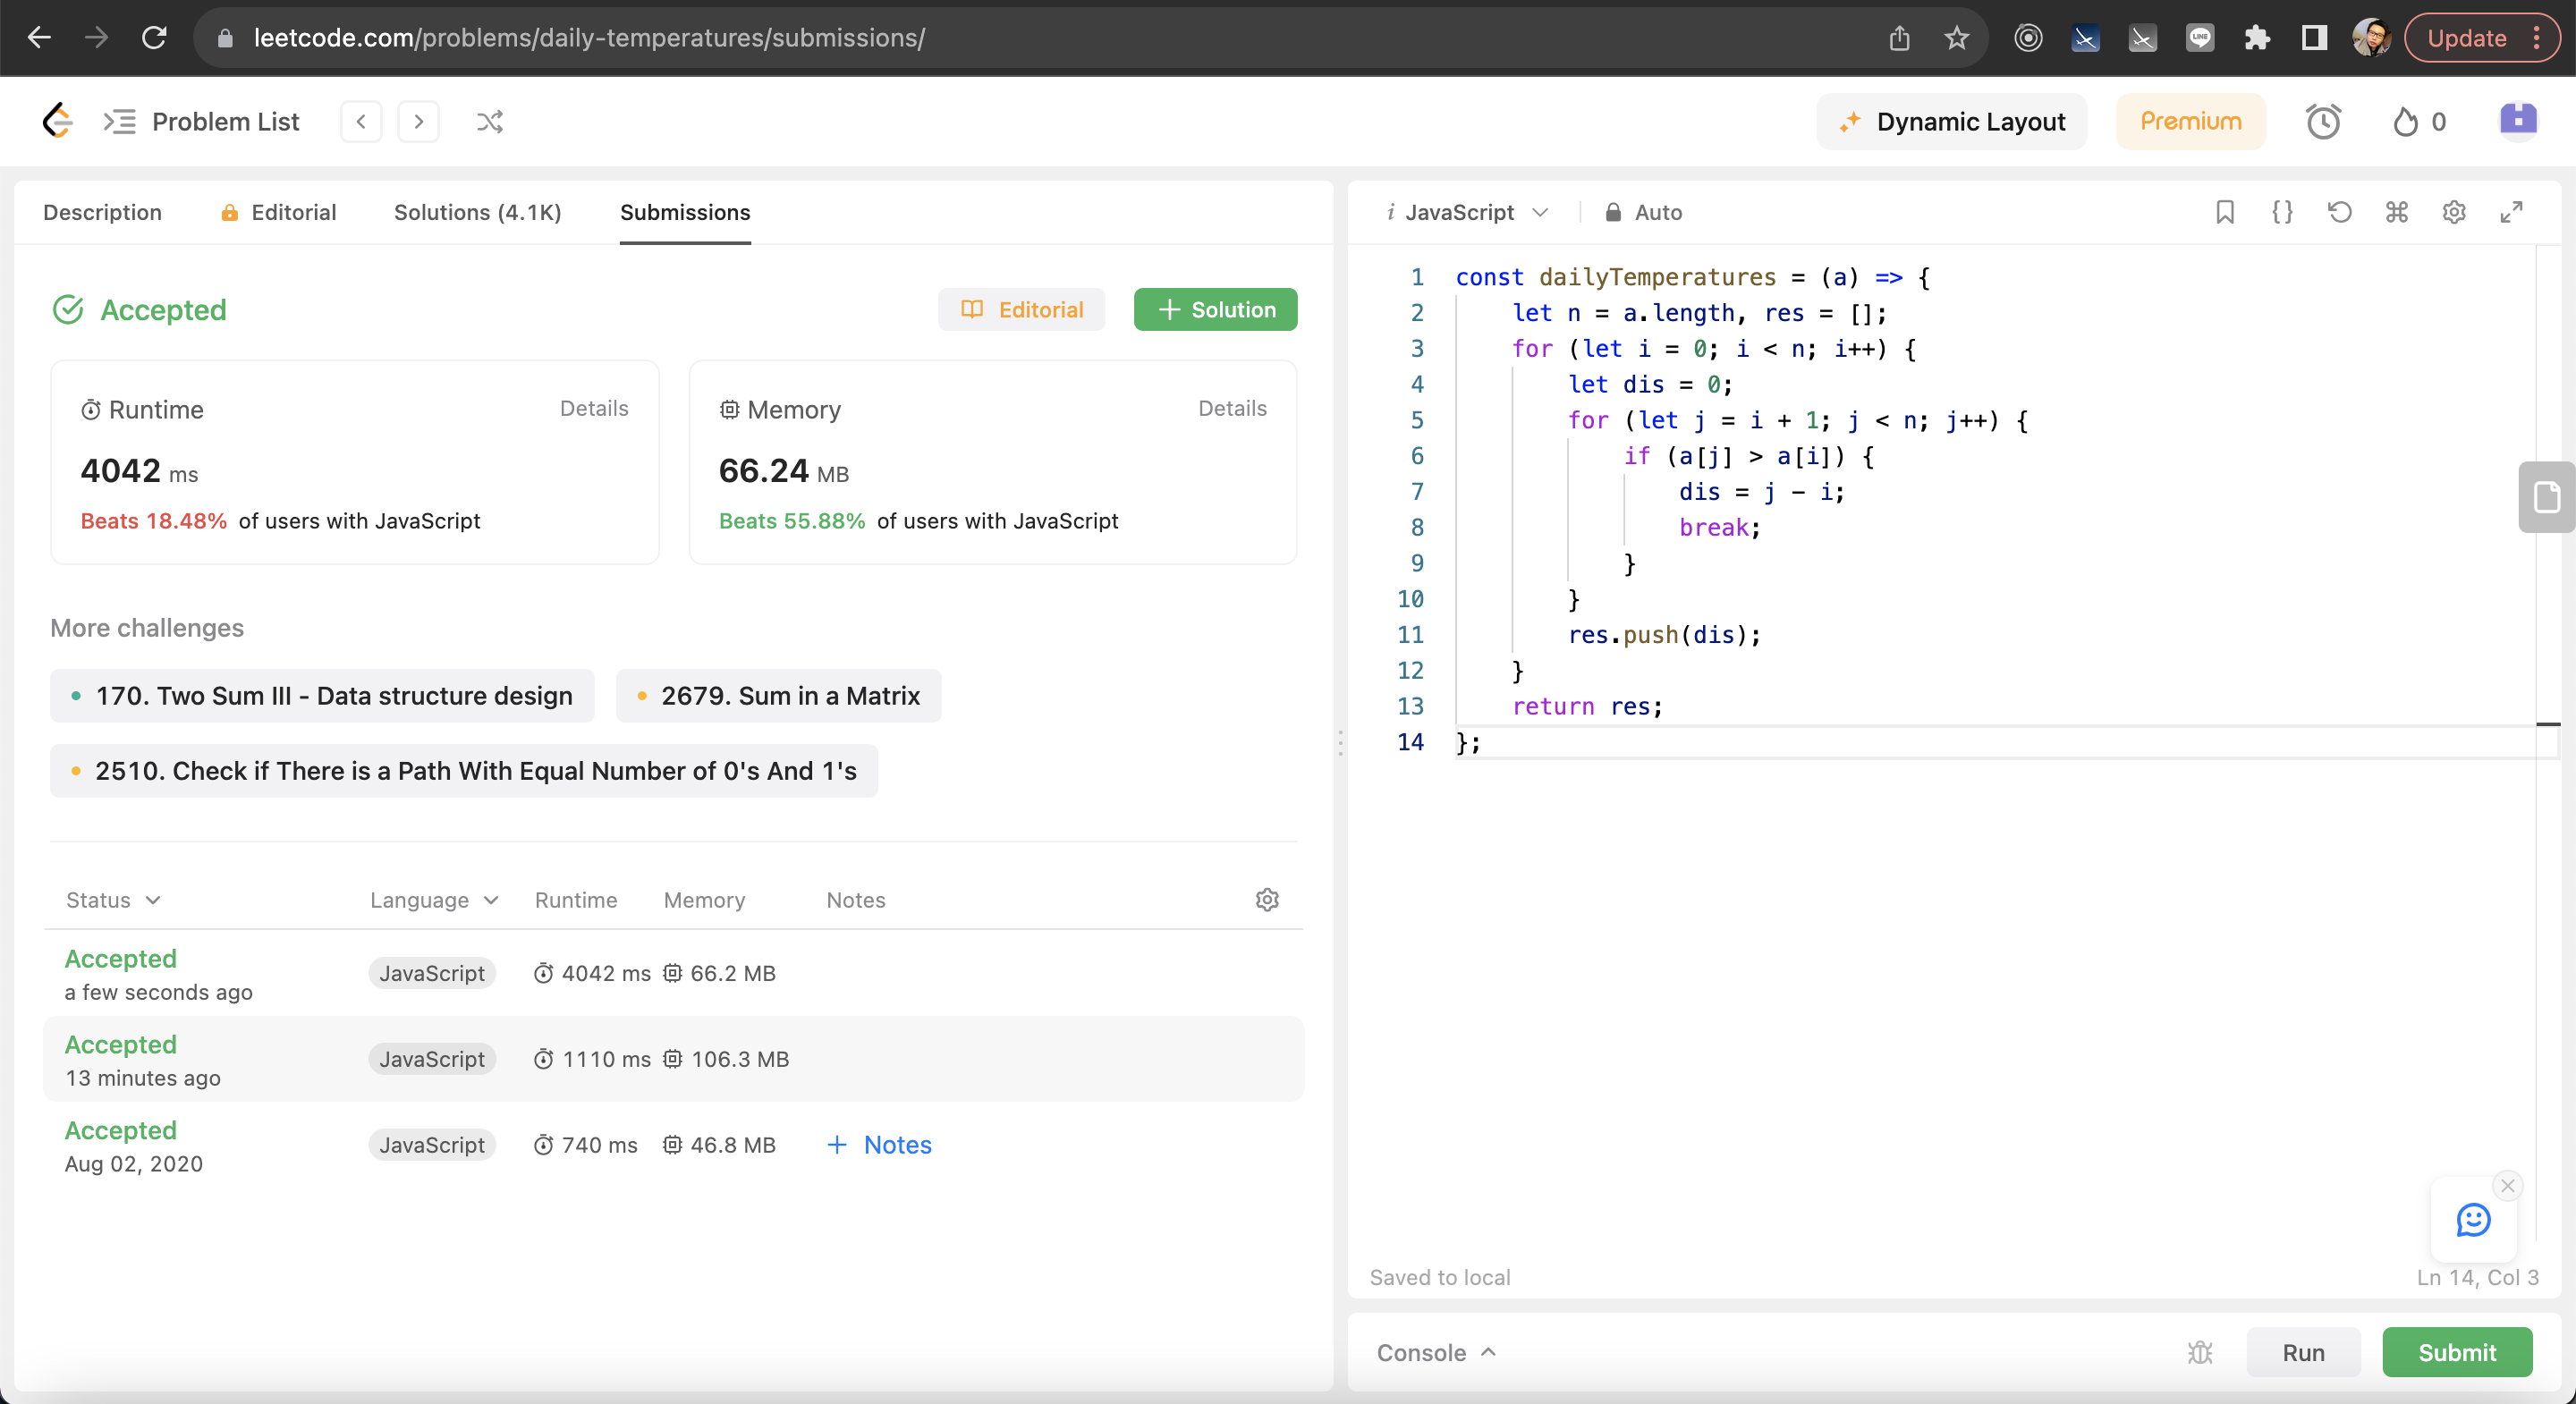 leetcode.com/problems/daily-temperatures/submissions/
Update
Problem List
Dynamic Layout
Premium
0
Description
Editorial
Solutions (4.1K)
Submissions
Accepted
Editorial
+ Solution
Runtime
Details
4042 ms
Beats 18.48% of users with JavaScript
Memory
Details
66.24 MB
Beats 55.88% of users with JavaScript
More challenges
170. Two Sum III - Data structure design
2679. Sum in a Matrix
2510. Check if There is a Path With Equal Number of 0's And 1's
Status Language Runtime Memory Notes
Accepted
a few seconds ago
JavaScript
4042 ms
66.2 MB
Accepted
13 minutes ago
JavaScript
1110 ms
106.3 MB
Accepted
Aug 02, 2020
JavaScript
740 ms
46.8 MB
+ Notes
i JavaScript
Auto
{}
1 const dailyTemperatures = (a) => {
2 let n = a.length, res = [];
3 for (let i = 0; i < n; i++) {
4 let dis = 0;
5 for (let j = i + 1; j < n; j++) {
6 if (a[j] > a[i]) {
7 dis = j - i;
8 break;
9 }
10 }
11 res.push(dis);
12 }
13 return res;
14 };
Saved to local
Ln 14, Col 3
Console
Run
Submit
LINE